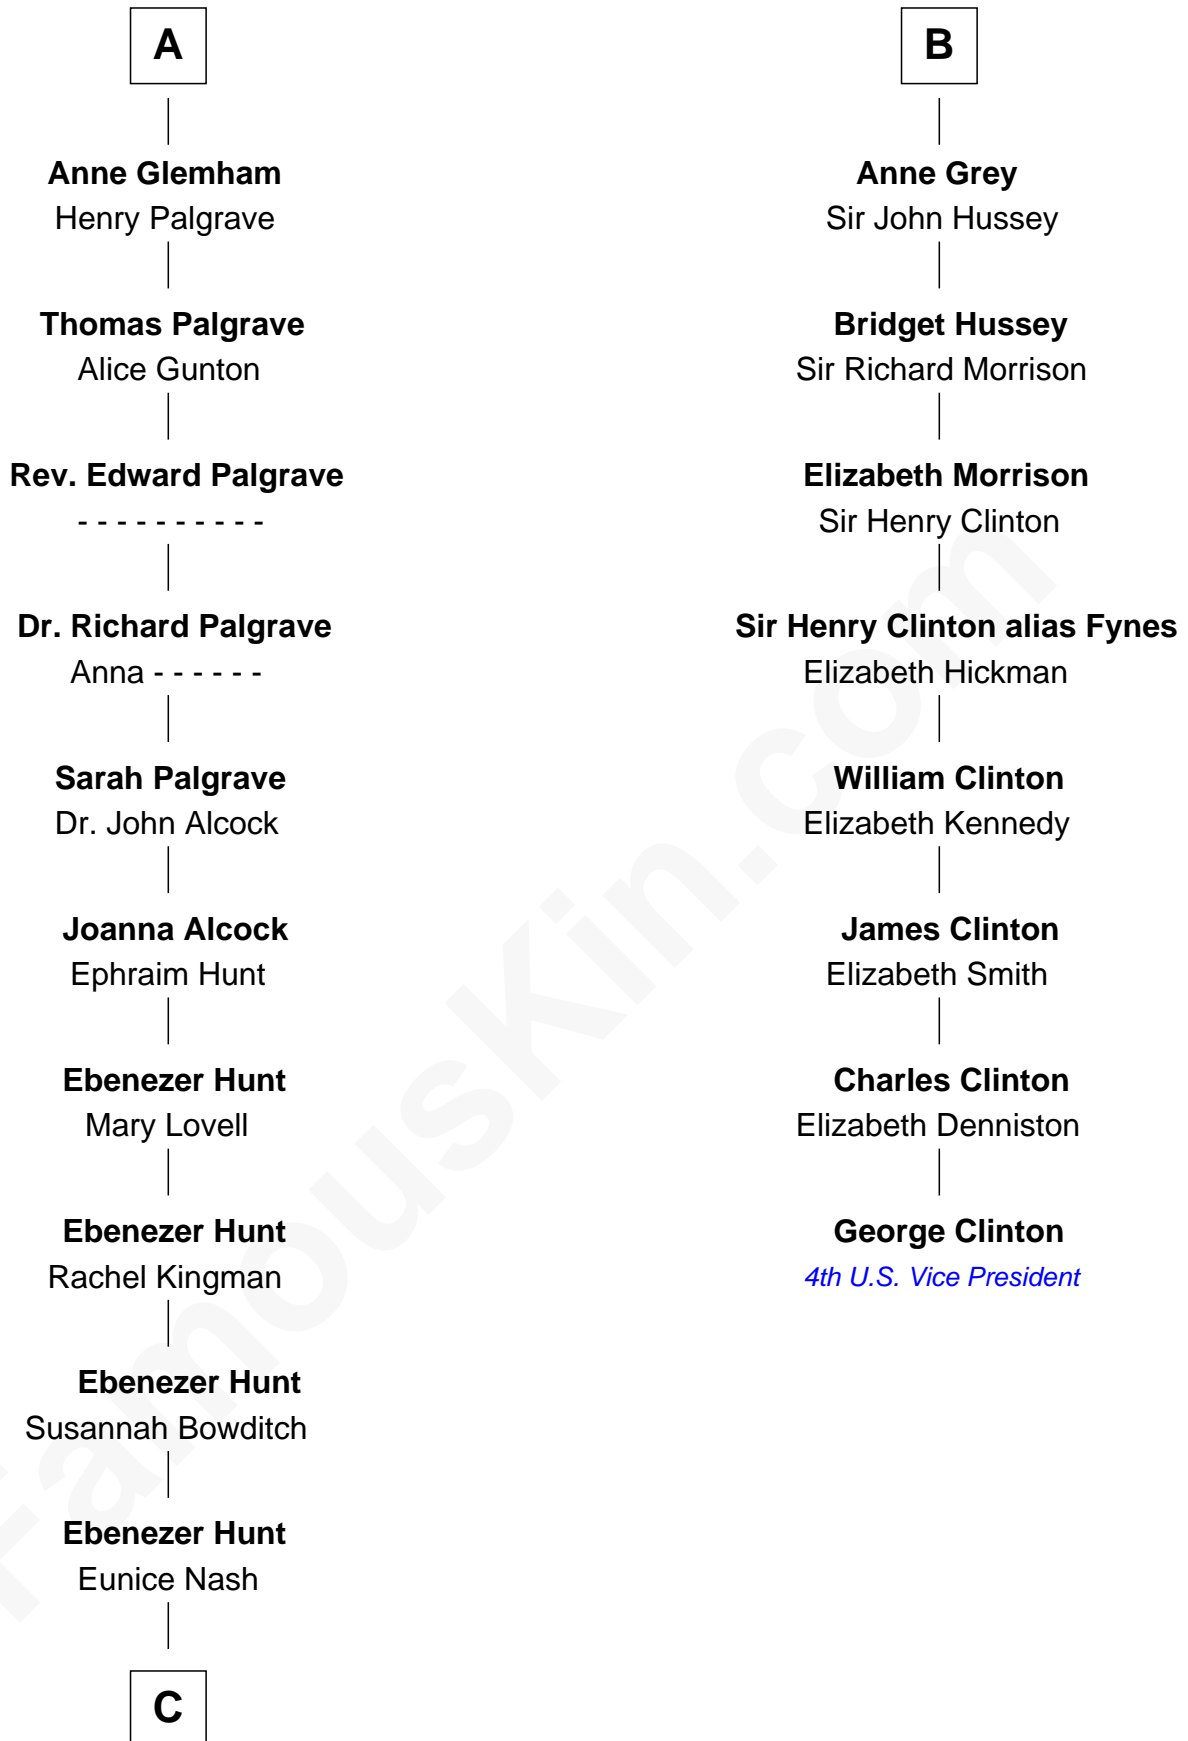 A
Anne Glemham
Henry Palgrave
Thomas Palgrave
Alice Gunton
Rev. Edward Palgrave
- - - - - - - - - -
Dr. Richard Palgrave
Anna - - - - - -
Sarah Palgrave
Dr. John Alcock
Joanna Alcock
Ephraim Hunt
Ebenezer Hunt
Mary Lovell
Ebenezer Hunt
Rachel Kingman
Ebenezer Hunt
Susannah Bowditch
Ebenezer Hunt
Eunice Nash
C
B
Anne Grey
Sir John Hussey
Bridget Hussey
Sir Richard Morrison
Elizabeth Morrison
Sir Henry Clinton
Sir Henry Clinton alias Fynes
Elizabeth Hickman
William Clinton
Elizabeth Kennedy
James Clinton
Elizabeth Smith
Charles Clinton
Elizabeth Denniston
George Clinton
4th U.S. Vice President
FamousKin.com